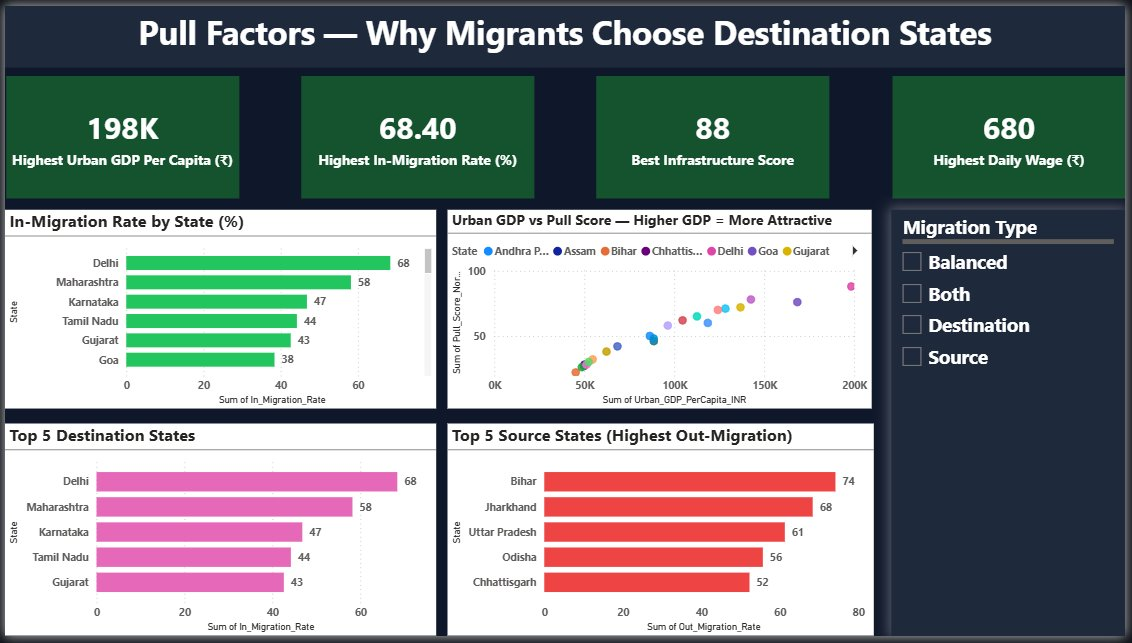 Pull Factors — Why Migrants Choose Destination States
198K
Highest Urban GDP Per Capita (₹)
68.40
Highest In-Migration Rate (%)
88
Best Infrastructure Score
680
Highest Daily Wage (₹)
In-Migration Rate by State (%)
State
Delhi 68
Maharashtra 58
Karnataka 47
Tamil Nadu 44
Gujarat 43
Goa 38
0 20 40 60
Sum of In_Migration_Rate
Urban GDP vs Pull Score — Higher GDP = More Attractive
State Andhra P... Assam Bihar Chhattis... Delhi Goa Gujarat
Sum of Pull_Score_Nor...
100
50
0K 50K 100K 150K 200K
Sum of Urban_GDP_PerCapita_INR
Migration Type
Balanced
Both
Destination
Source
Top 5 Destination States
State
Delhi 68
Maharashtra 58
Karnataka 47
Tamil Nadu 44
Gujarat 43
0 20 40 60
Sum of In_Migration_Rate
Top 5 Source States (Highest Out-Migration)
State
Bihar 74
Jharkhand 68
Uttar Pradesh 61
Odisha 56
Chhattisgarh 52
0 20 40 60 80
Sum of Out_Migration_Rate